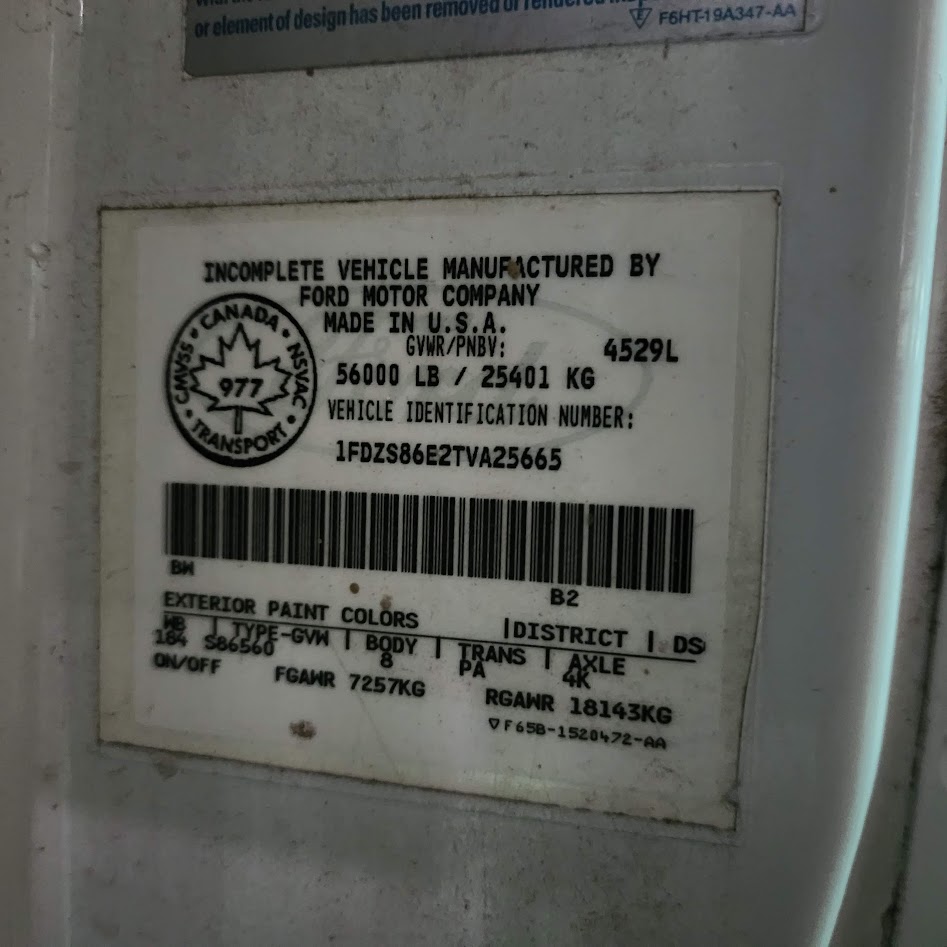 or element of design has been removed or rendered
F6HT-19A347-AA
INCOMPLETE VEHICLE MANUFACTURED BY
FORD MOTOR COMPANY
MADE IN U.S.A.
GVWR/PNBV: 4529L
56000 LB / 25401 KG
VEHICLE IDENTIFICATION NUMBER:
1FDZS86E2TVA25665
CANADA
CMVSS • NSVAC
977
TRANSPORT
BW B2
EXTERIOR PAINT COLORS |DISTRICT | DS
WB | TYPE-GVW | BODY | TRANS | AXLE
184 S86560 8 PA 4K
ON/OFF FGAWR 7257KG RGAWR 18143KG
F65B-1520472-AA